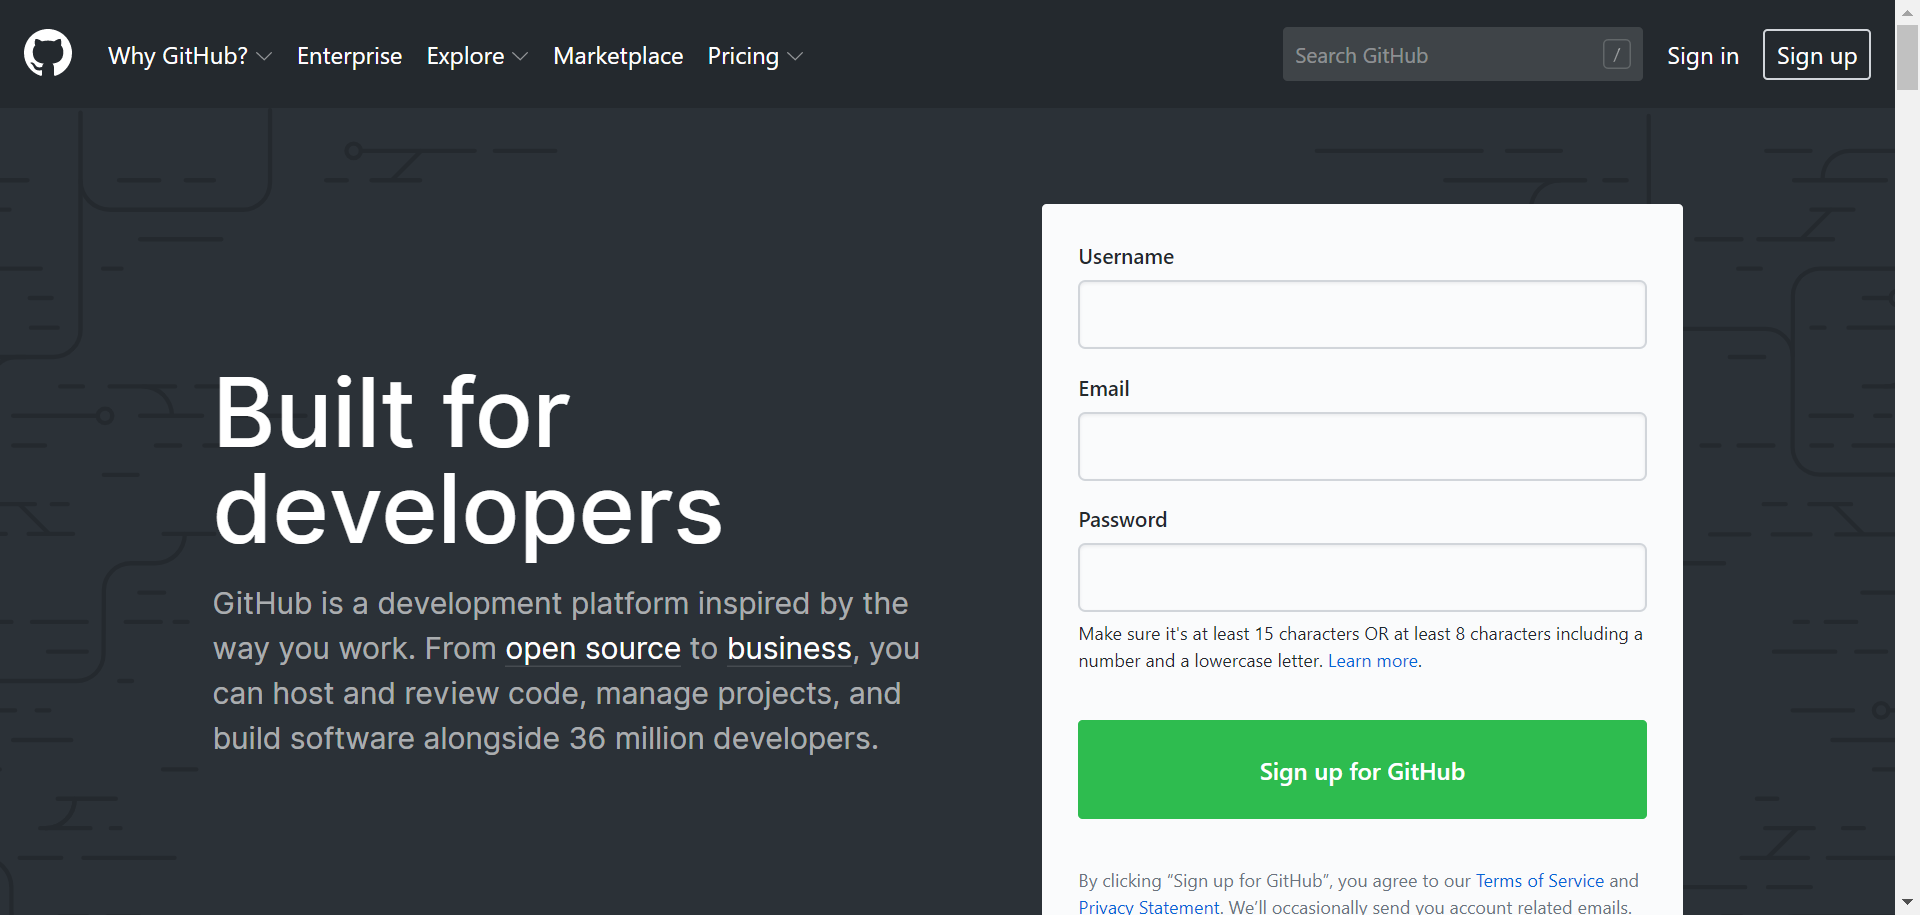 Why GitHub? Enterprise Explore Marketplace Pricing Search GitHub / Sign in Sign up
Built for
developers
GitHub is a development platform inspired by the
way you work. From open source to business, you
can host and review code, manage projects, and
build software alongside 36 million developers.
Username
Email
Password
Make sure it's at least 15 characters OR at least 8 characters including a
number and a lowercase letter. Learn more.
Sign up for GitHub
By clicking “Sign up for GitHub”, you agree to our Terms of Service and
Privacy Statement. We’ll occasionally send you account related emails.